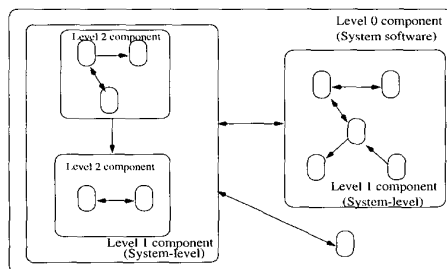 Level 0 component
(System software)
Level 2 component
Level 2 component
Level 1 component
(System-level)
Level 1 component
(System-level)